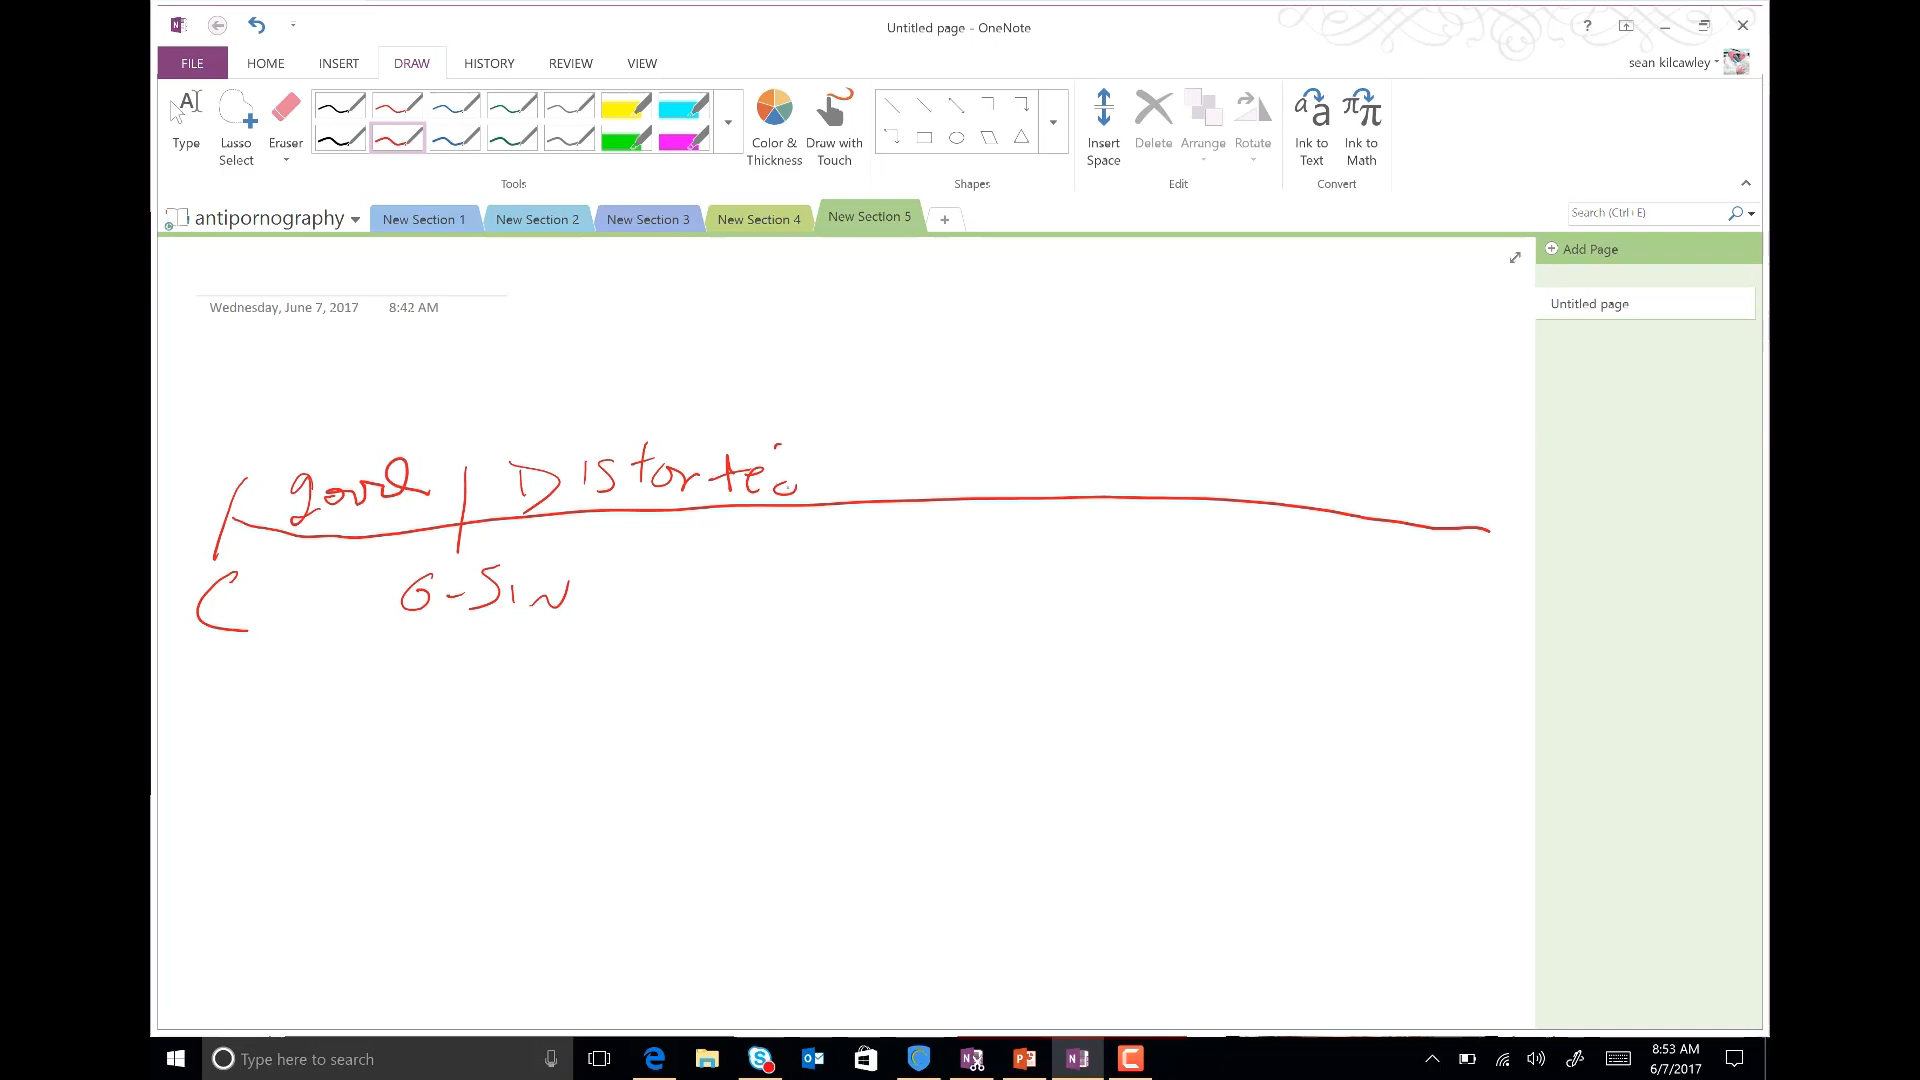 Untitled page - OneNote
FILE HOME INSERT DRAW HISTORY REVIEW VIEW
sean kilcawley
Type Lasso Select Eraser Color & Thickness Draw with Touch Insert Space Delete Arrange Rotate Ink to Text Ink to Math
Tools Shapes Edit Convert
antipornography New Section 1 New Section 2 New Section 3 New Section 4 New Section 5
Search (Ctrl+E)
Add Page
Untitled page
Wednesday, June 7, 2017 8:42 AM
good Distorted
C G-SIN
Type here to search
8:53 AM
6/7/2017